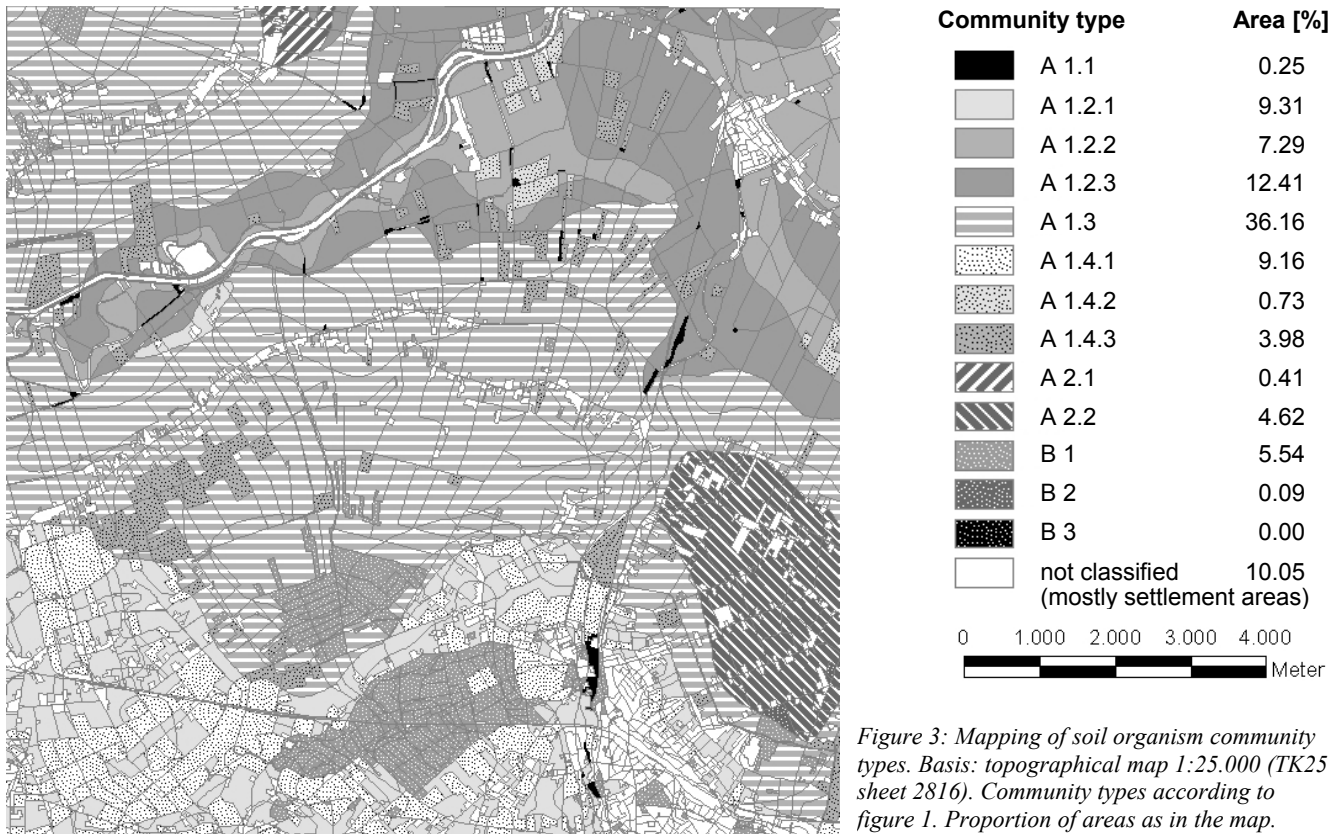 Community type Area [%]
A 1.1 0.25
A 1.2.1 9.31
A 1.2.2 7.29
A 1.2.3 12.41
A 1.3 36.16
A 1.4.1 9.16
A 1.4.2 0.73
A 1.4.3 3.98
A 2.1 0.41
A 2.2 4.62
B 1 5.54
B 2 0.09
B 3 0.00
not classified 10.05
(mostly settlement areas)
0 1.000 2.000 3.000 4.000
Meter
Figure 3: Mapping of soil organism community
types. Basis: topographical map 1:25.000 (TK25
sheet 2816). Community types according to
figure 1. Proportion of areas as in the map.